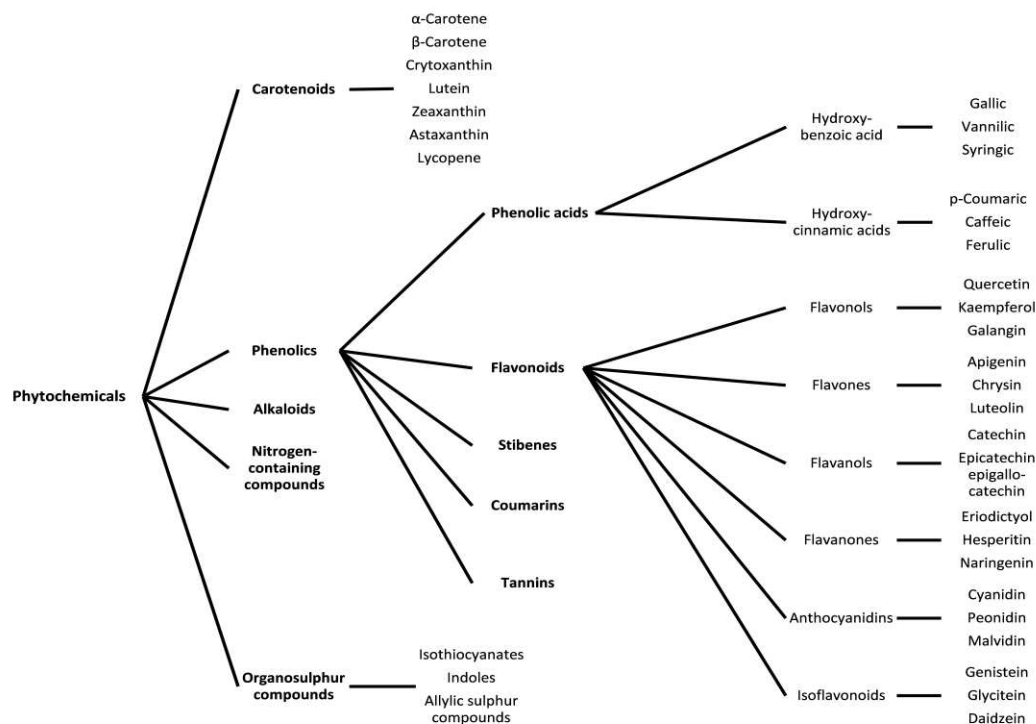 Phytochemicals
Carotenoids
α-Carotene
β-Carotene
Crytoxanthin
Lutein
Zeaxanthin
Astaxanthin
Lycopene
Phenolics
Phenolic acids
Hydroxy-
benzoic acid
Gallic
Vannilic
Syringic
Hydroxy-
cinnamic acids
p-Coumaric
Caffeic
Ferulic
Flavonoids
Flavonols
Quercetin
Kaempferol
Galangin
Flavones
Apigenin
Chrysin
Luteolin
Flavanols
Catechin
Epicatechin
epigallo-
catechin
Flavanones
Eriodictyol
Hesperitin
Naringenin
Anthocyanidins
Cyanidin
Peonidin
Malvidin
Isoflavonoids
Genistein
Glycitein
Daidzein
Stibenes
Coumarins
Tannins
Alkaloids
Nitrogen-
containing
compounds
Organosulphur
compounds
Isothiocyanates
Indoles
Allylic sulphur
compounds